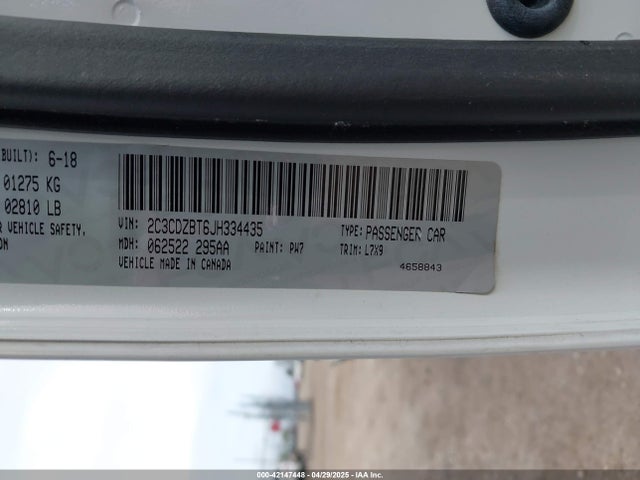 BUILT): 6-18
01275 KG
02810 LB
R VEHICLE SAFETY,
ON
VIN: 2C3CDZBT6JH334435 TYPE: PASSENGER CAR
MDH: 062522 295AA PAINT: PW7 TRIM: L7X9
VEHICLE MADE IN CANADA 4658843
000-42147448 - 04/29/2025 - IAA, Inc.